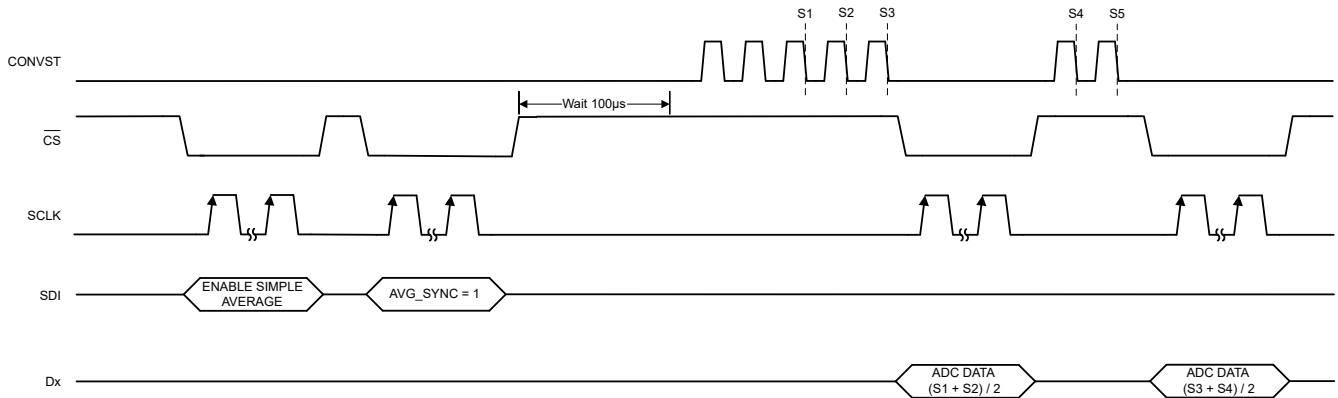 S1 S2 S3 S4 S5
CONVST
Wait 100µs
CS
SCLK
ENABLE SIMPLE
AVERAGE
AVG_SYNC = 1
SDI
ADC DATA
(S1 + S2) / 2
ADC DATA
(S3 + S4) / 2
Dx